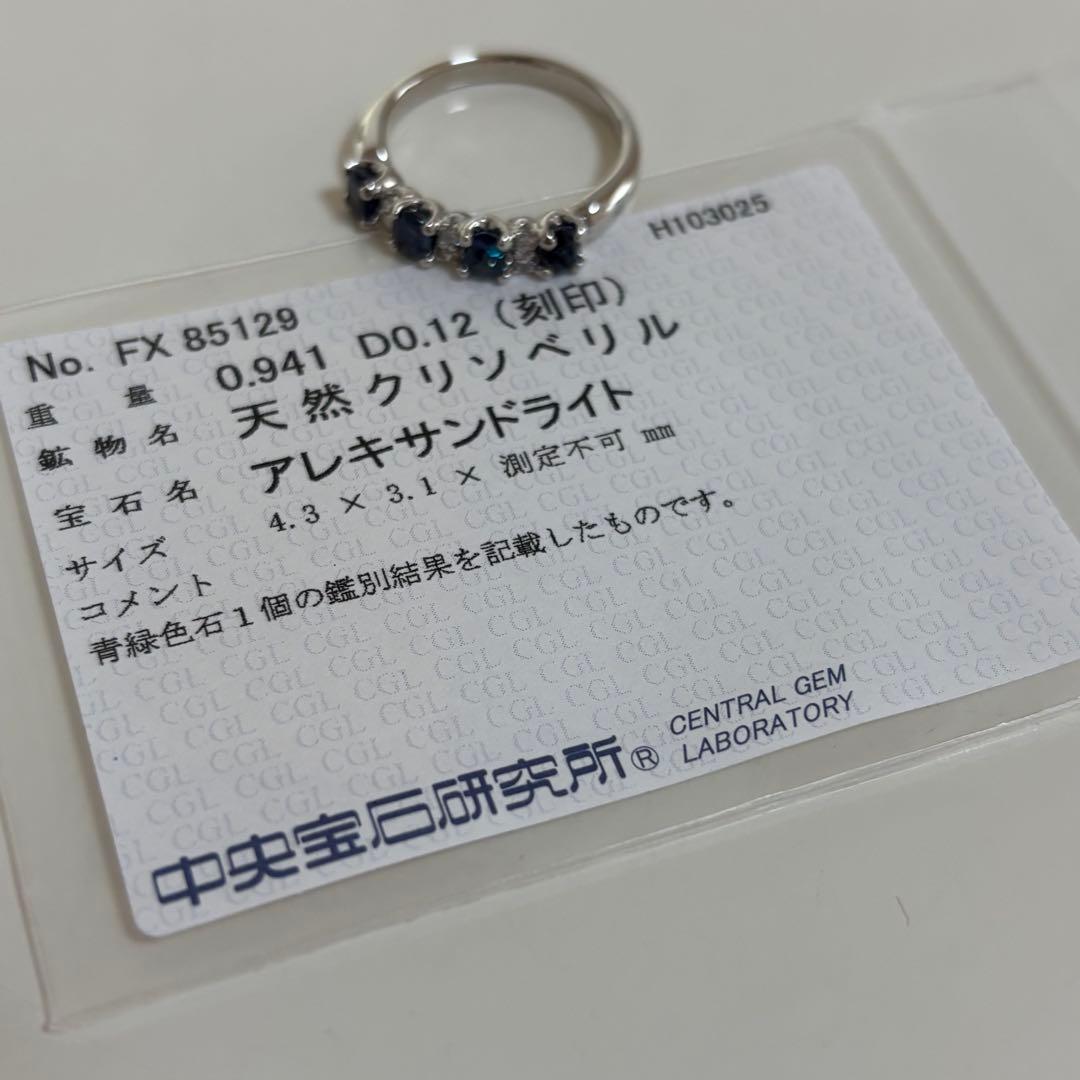 H103025
No. FX 85129
重量 0.941 D0.12 (刻印)
鉱物名 天然クリソベリル
宝石名 アレキサンドライト
サイズ 4.3 × 3.1 × 測定不可 mm
コメント
青緑色石1個の鑑別結果を記載したものです。
中央宝石研究所® CENTRAL GEM
LABORATORY